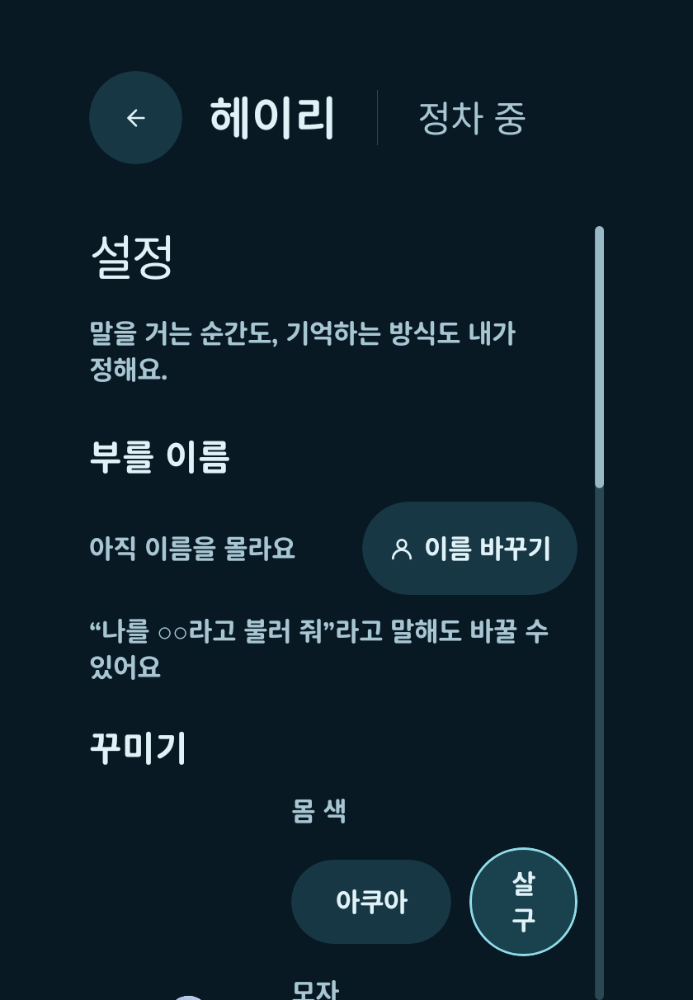 헤이리
정차 중
설정
말을 거는 순간도, 기억하는 방식도 내가
정해요.
부를 이름
아직 이름을 몰라요
이름 바꾸기
“나를 ○○라고 불러 줘”라고 말해도 바꿀 수
있어요
꾸미기
몸 색
아쿠아
살
구
모자